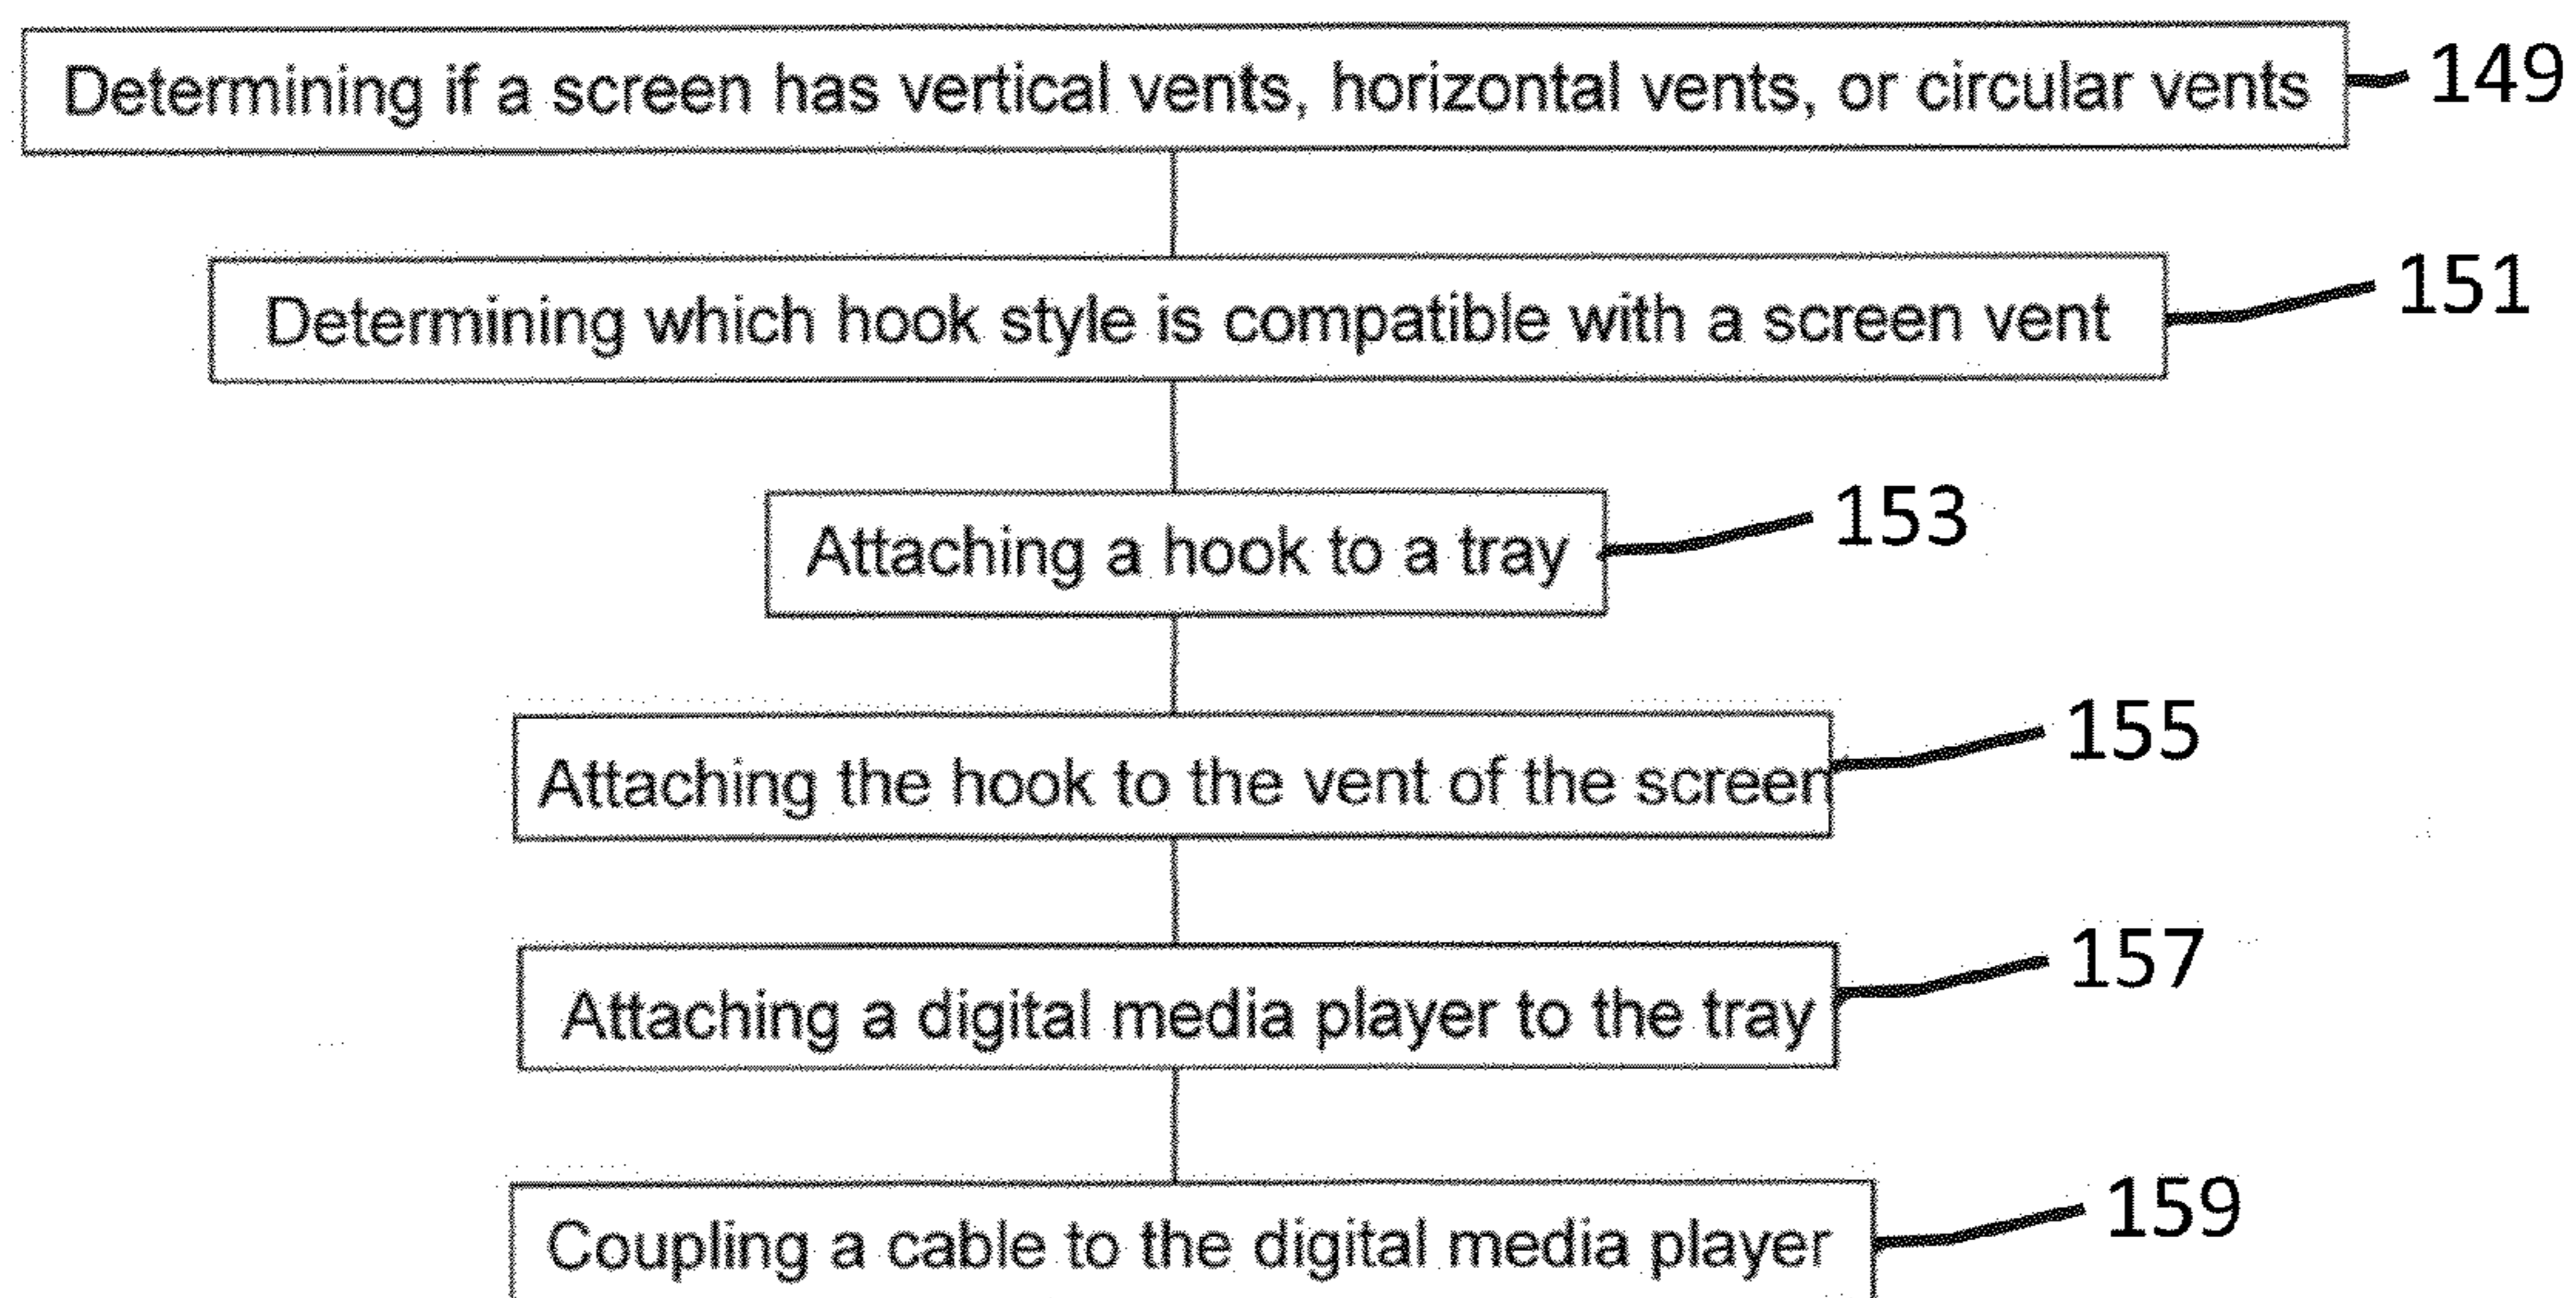 Determining if a screen has vertical vents, horizontal vents, or circular vents 149
Determining which hook style is compatible with a screen vent 151
Attaching a hook to a tray 153
Attaching the hook to the vent of the screen 155
Attaching a digital media player to the tray 157
Coupling a cable to the digital media player 159